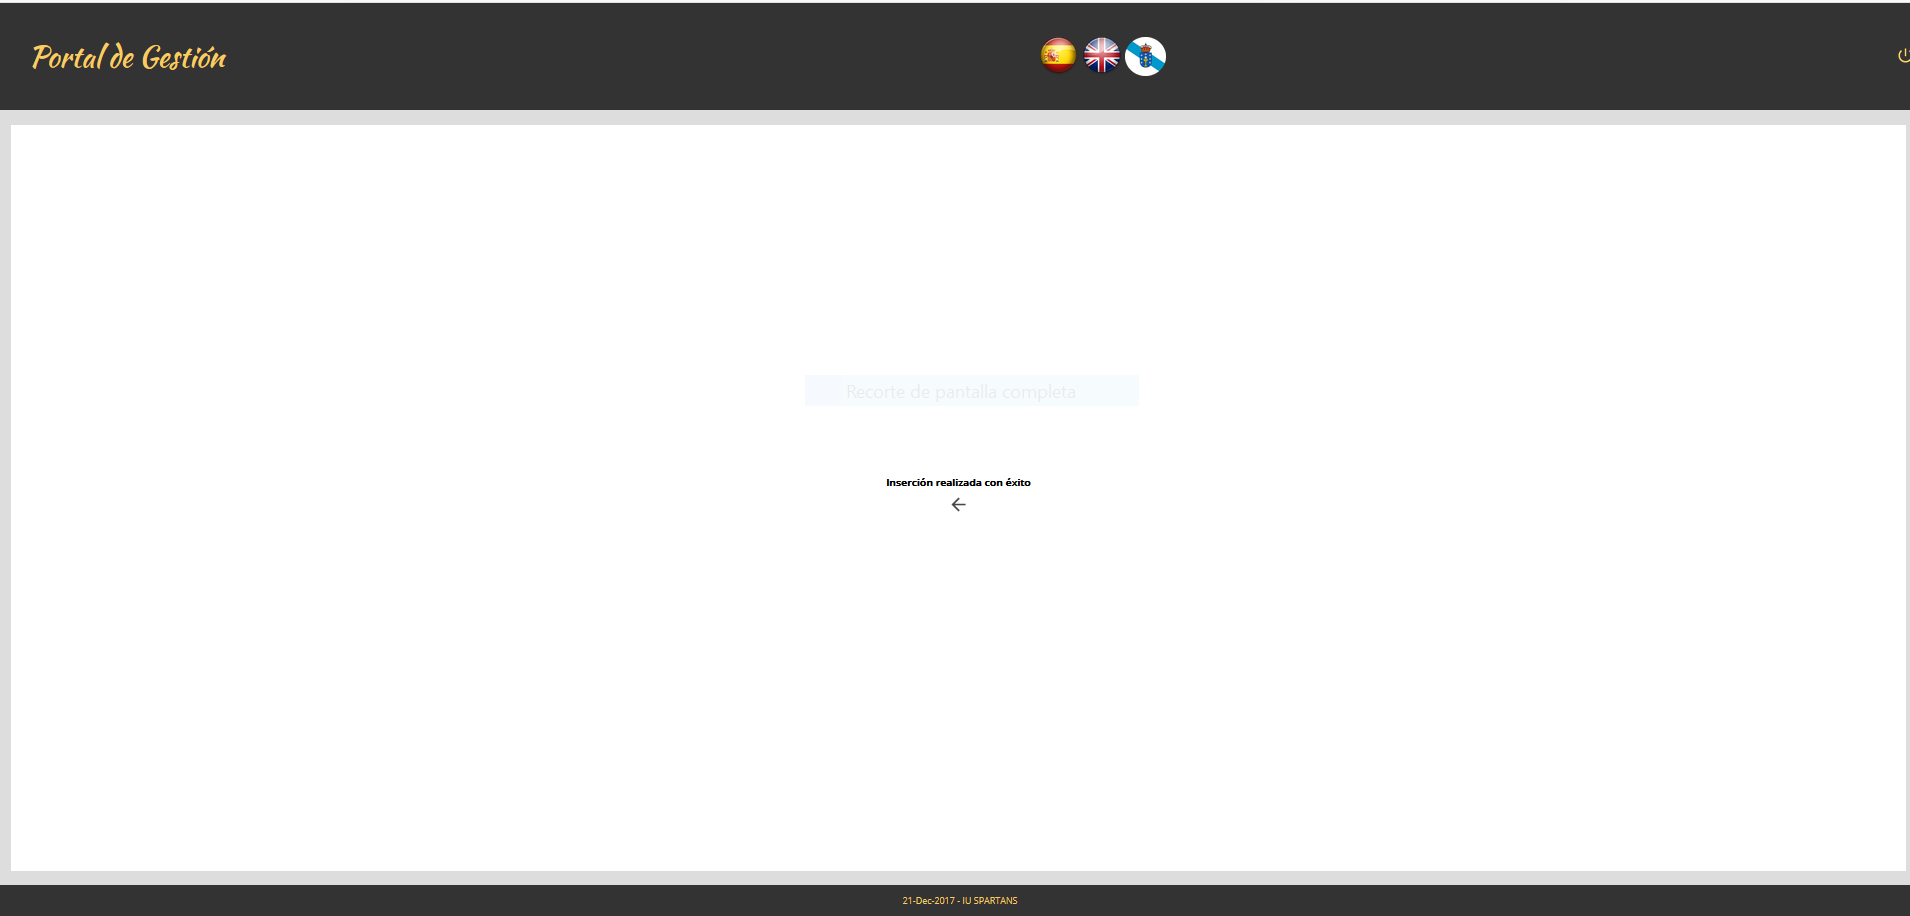 Portal de Gestión
Recorte de pantalla completa
Inserción realizada con éxito
21-Dec-2017 - IU SPARTANS